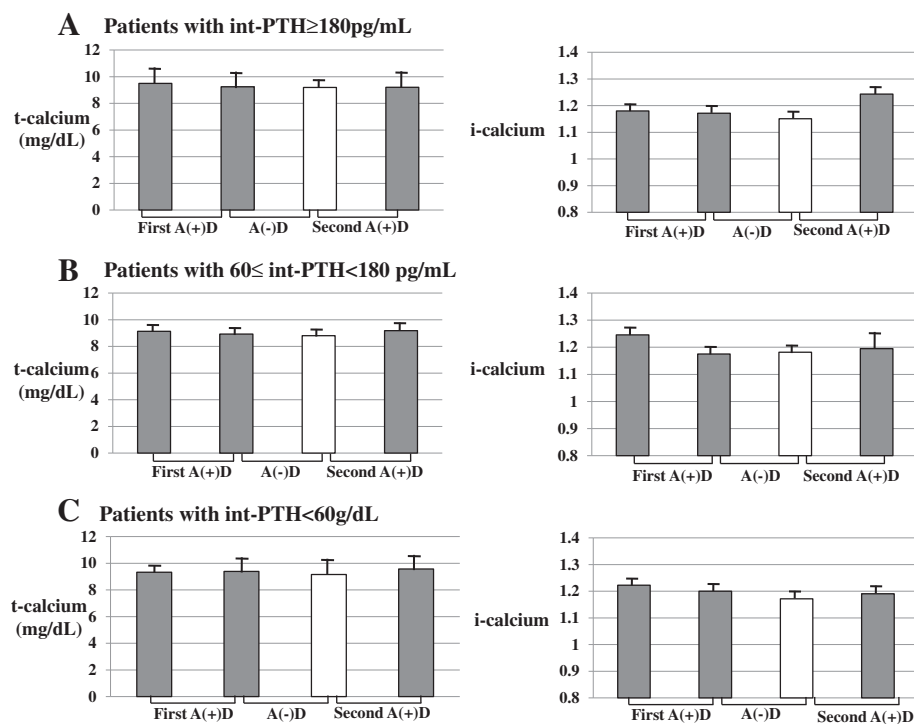 A Patients with int-PTH≥180pg/mL
t-calcium
(mg/dL)
12
10
8
6
4
2
0
First A(+)D A(-)D Second A(+)D
i-calcium
1.4
1.3
1.2
1.1
1
0.9
0.8
First A(+)D A(-)D Second A(+)D
B Patients with 60≤ int-PTH<180 pg/mL
t-calcium
(mg/dL)
12
10
8
6
4
2
0
First A(+)D A(-)D Second A(+)D
i-calcium
1.4
1.3
1.2
1.1
1
0.9
0.8
First A(+)D A(-)D Second A(+)D
C Patients with int-PTH<60g/dL
t-calcium
(mg/dL)
12
10
8
6
4
2
0
First A(+)D A(-)D Second A(+)D
i-calcium
1.4
1.3
1.2
1.1
1
0.9
0.8
First A(+)D A(-)D Second A(+)D